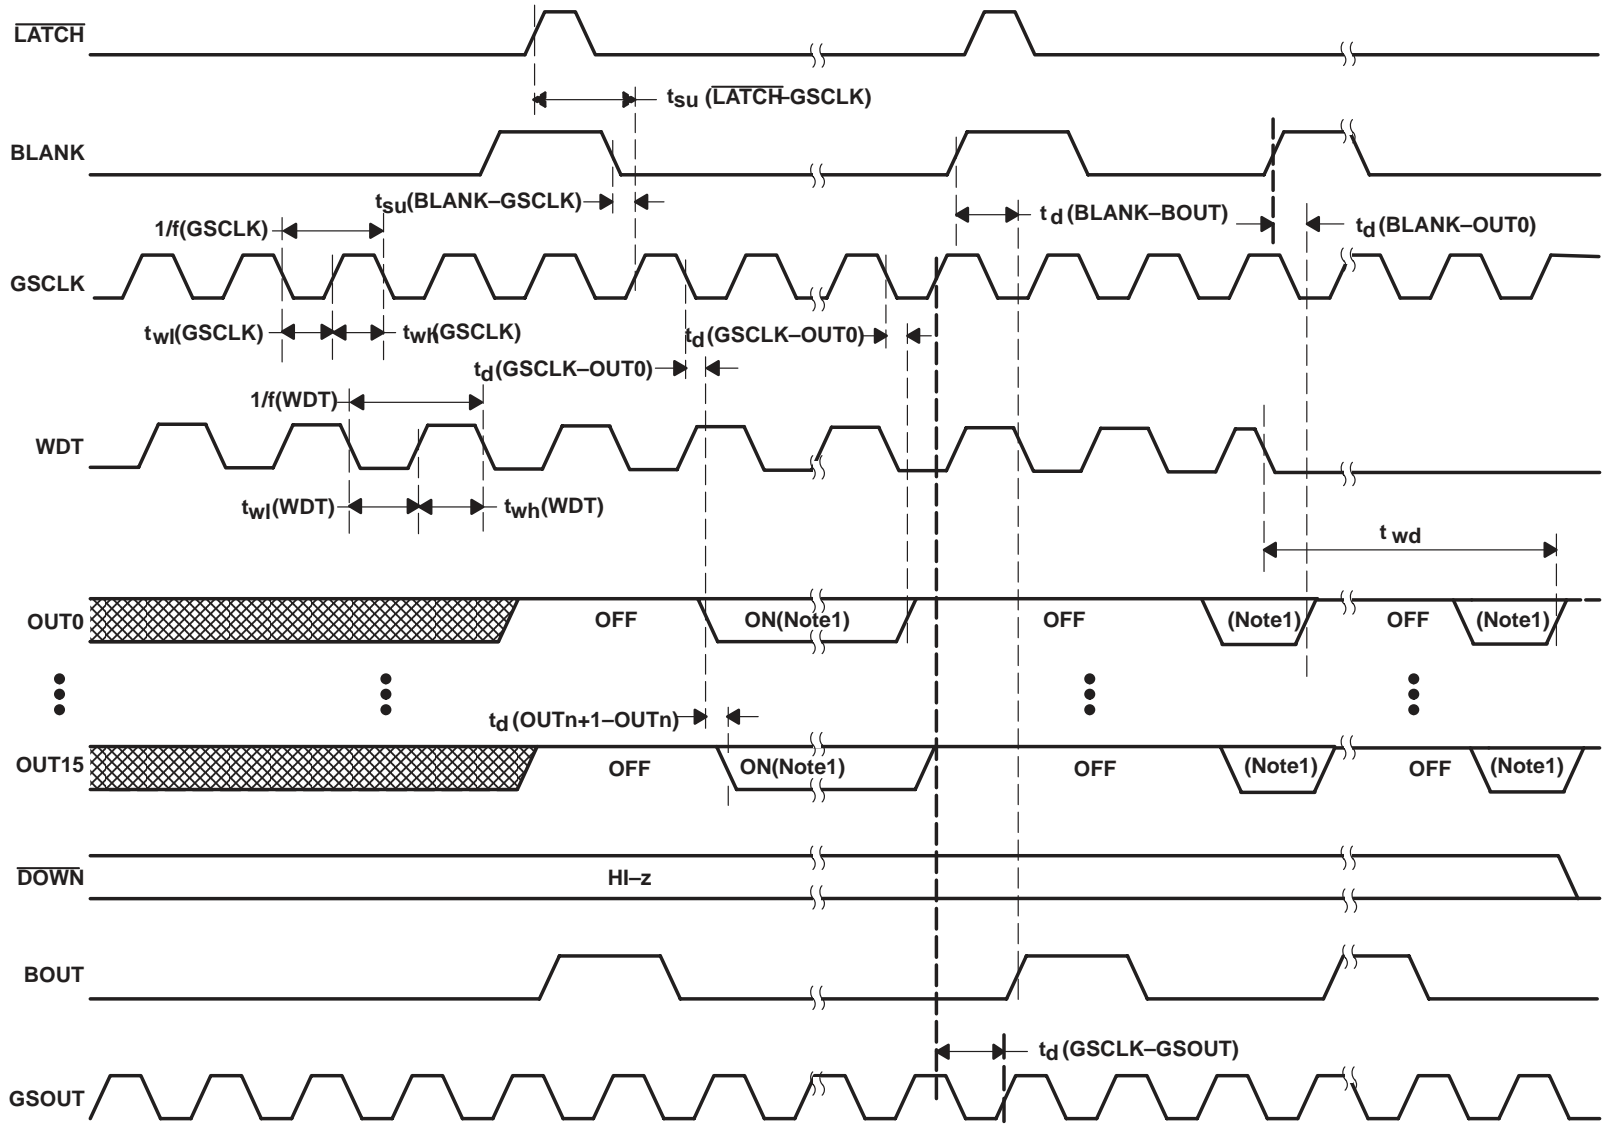 LATCH
tsu (LATCH–GSCLK)
BLANK
tsu(BLANK–GSCLK)
td(BLANK–BOUT)
td(BLANK–OUT0)
1/f(GSCLK)
GSCLK
twl(GSCLK)
twh(GSCLK)
td(GSCLK–OUT0)
td(GSCLK–OUT0)
1/f(WDT)
WDT
twl(WDT)
twh(WDT)
t wd
OUT0
OFF
ON(Note1)
OFF
(Note1)
OFF
(Note1)
td(OUTn+1–OUTn)
OUT15
OFF
ON(Note1)
OFF
(Note1)
OFF
(Note1)
DOWN
HI–z
BOUT
td(GSCLK–GSOUT)
GSOUT